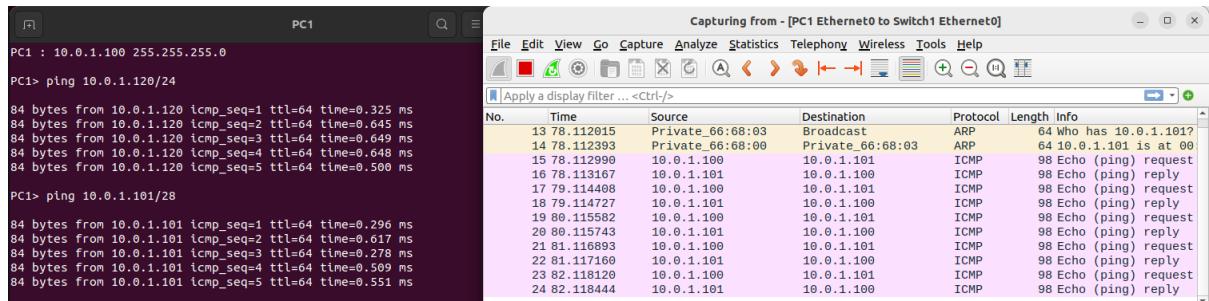 PC1
PC1 : 10.0.1.100 255.255.255.0
PC1> ping 10.0.1.120/24
84 bytes from 10.0.1.120 icmp_seq=1 ttl=64 time=0.325 ms
84 bytes from 10.0.1.120 icmp_seq=2 ttl=64 time=0.645 ms
84 bytes from 10.0.1.120 icmp_seq=3 ttl=64 time=0.649 ms
84 bytes from 10.0.1.120 icmp_seq=4 ttl=64 time=0.648 ms
84 bytes from 10.0.1.120 icmp_seq=5 ttl=64 time=0.500 ms
PC1> ping 10.0.1.101/28
84 bytes from 10.0.1.101 icmp_seq=1 ttl=64 time=0.296 ms
84 bytes from 10.0.1.101 icmp_seq=2 ttl=64 time=0.617 ms
84 bytes from 10.0.1.101 icmp_seq=3 ttl=64 time=0.278 ms
84 bytes from 10.0.1.101 icmp_seq=4 ttl=64 time=0.509 ms
84 bytes from 10.0.1.101 icmp_seq=5 ttl=64 time=0.551 ms
Capturing from - [PC1 Ethernet0 to Switch1 Ethernet0]
File Edit View Go Capture Analyze Statistics Telephony Wireless Tools Help
Apply a display filter ... <Ctrl-/>
No. Time Source Destination Protocol Length Info
13 78.112015 Private_66:68:03 Broadcast ARP 64 Who has 10.0.1.101?
14 78.112393 Private_66:68:00 Private_66:68:03 ARP 64 10.0.1.101 is at 00:
15 78.112990 10.0.1.100 10.0.1.101 ICMP 98 Echo (ping) request
16 78.113167 10.0.1.101 10.0.1.100 ICMP 98 Echo (ping) reply
17 79.114408 10.0.1.100 10.0.1.101 ICMP 98 Echo (ping) request
18 79.114727 10.0.1.101 10.0.1.100 ICMP 98 Echo (ping) reply
19 80.115582 10.0.1.100 10.0.1.101 ICMP 98 Echo (ping) request
20 80.115743 10.0.1.101 10.0.1.100 ICMP 98 Echo (ping) reply
21 81.116893 10.0.1.100 10.0.1.101 ICMP 98 Echo (ping) request
22 81.117160 10.0.1.101 10.0.1.100 ICMP 98 Echo (ping) reply
23 82.118120 10.0.1.100 10.0.1.101 ICMP 98 Echo (ping) request
24 82.118444 10.0.1.101 10.0.1.100 ICMP 98 Echo (ping) reply